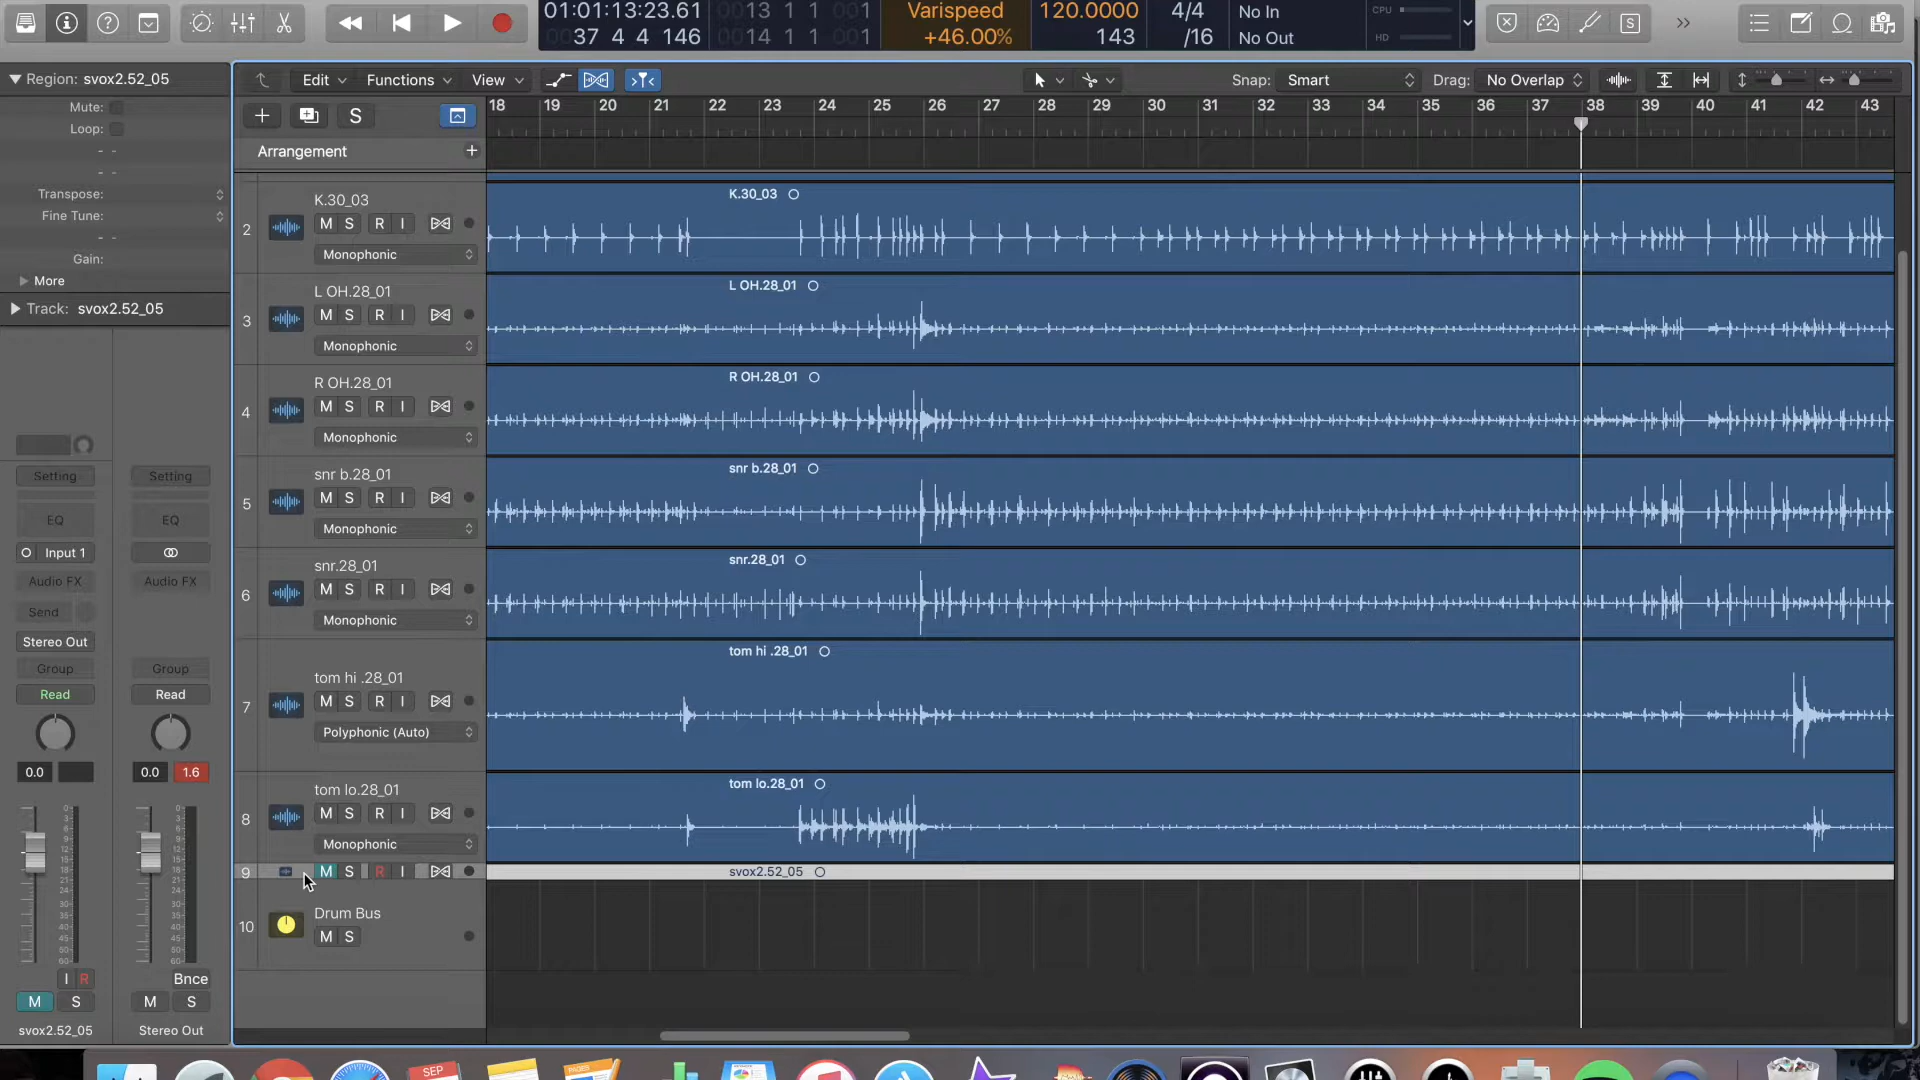 01:01:13:23.61
0013 1 1 001
Varispeed
120.0000
4/4
No In
CPU
37 4 4 146
0014 1 1 001
+46.00%
143
/16
No Out
HD
Region: svox2.52_05
Mute:
Loop:
Transpose:
Fine Tune:
Gain:
More
Track: svox2.52_05
Edit
Functions
View
Snap: Smart
Drag: No Overlap
S
18 19 20 21 22 23 24 25 26 27 28 29 30 31 32 33 34 35 36 37 38 39 40 41 42 43
Arrangement +
2
K.30_03
M S R I
Monophonic
K.30_03
3
L OH.28_01
M S R I
Monophonic
L OH.28_01
4
R OH.28_01
M S R I
Monophonic
R OH.28_01
5
snr b.28_01
M S R I
Monophonic
snr b.28_01
6
snr.28_01
M S R I
Monophonic
snr.28_01
7
tom hi .28_01
M S R I
Polyphonic (Auto)
tom hi .28_01
8
tom lo.28_01
M S R I
Monophonic
tom lo.28_01
9
M S R I
svox2.52_05
10
Drum Bus
M S
Setting
Setting
EQ
EQ
Input 1
Audio FX
Audio FX
Send
Stereo Out
Group
Group
Read
Read
0.0
0.0 1.6
I R
Bnce
M S
M S
svox2.52_05
Stereo Out
SEP
PAGES